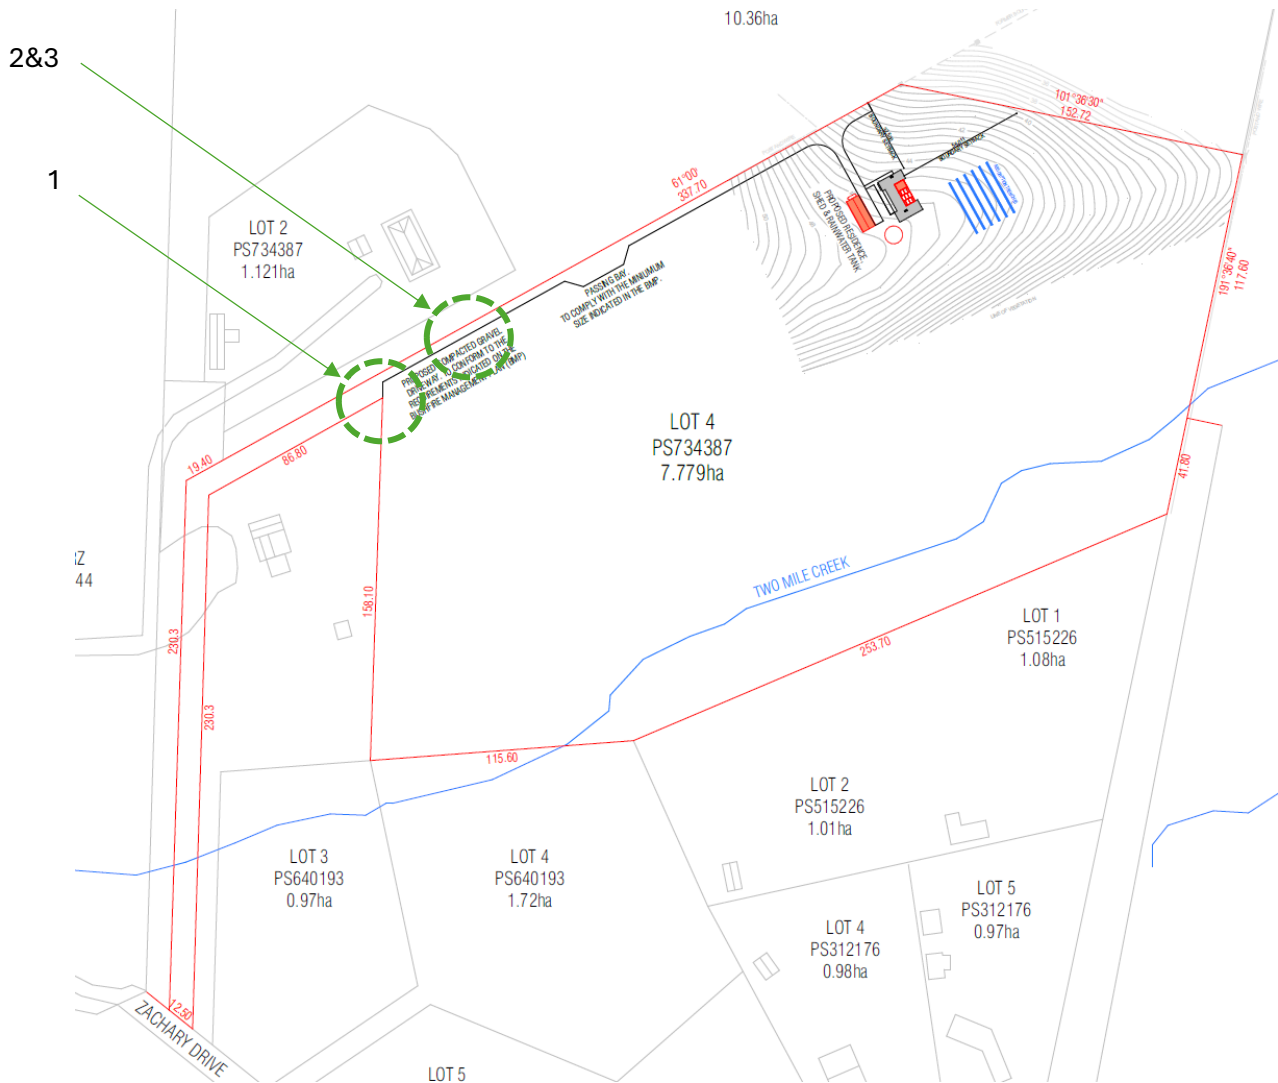 10.36ha
2&3
1
101°36'30"
152.72
61°00'
337.70
PROPOSED RESIDENCE,
SHED & RAINWATER TANK
LOT 2
PS734387
1.121ha
191°36'40"
117.60
PASSING BAY
TO COMPLY WITH THE MINIUMUM
SIZE INDICATED IN THE BMP.
PROPOSED COMPACTED GRAVEL
DRIVEWAY. TO CONFORM TO THE
REQUIREMENTS INDICATED ON THE
BUSHFIRE MANAGEMENT PLAN (BMP)
LOT 4
PS734387
7.779ha
19.40
86.80
41.80
44
TWO MILE CREEK
158.10
230.3
230.3
253.70
LOT 1
PS515226
1.08ha
115.60
LOT 2
PS515226
1.01ha
LOT 3
PS640193
0.97ha
LOT 4
PS640193
1.72ha
LOT 5
PS312176
0.97ha
LOT 4
PS312176
0.98ha
12.50
ZACHARY DRIVE
LOT 5